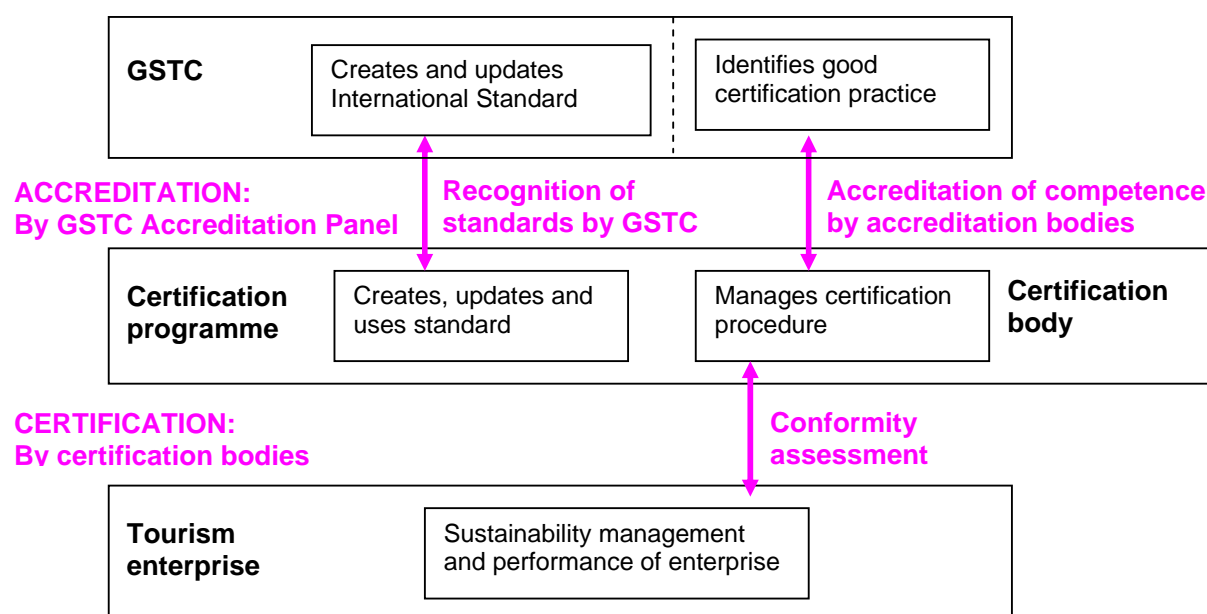 GSTC
Creates and updates
International Standard
Identifies good
certification practice
ACCREDITATION:
By GSTC Accreditation Panel
Recognition of
standards by GSTC
Accreditation of competence
by accreditation bodies
Certification
programme
Creates, updates and
uses standard
Manages certification
procedure
Certification
body
CERTIFICATION:
By certification bodies
Conformity
assessment
Tourism
enterprise
Sustainability management
and performance of enterprise